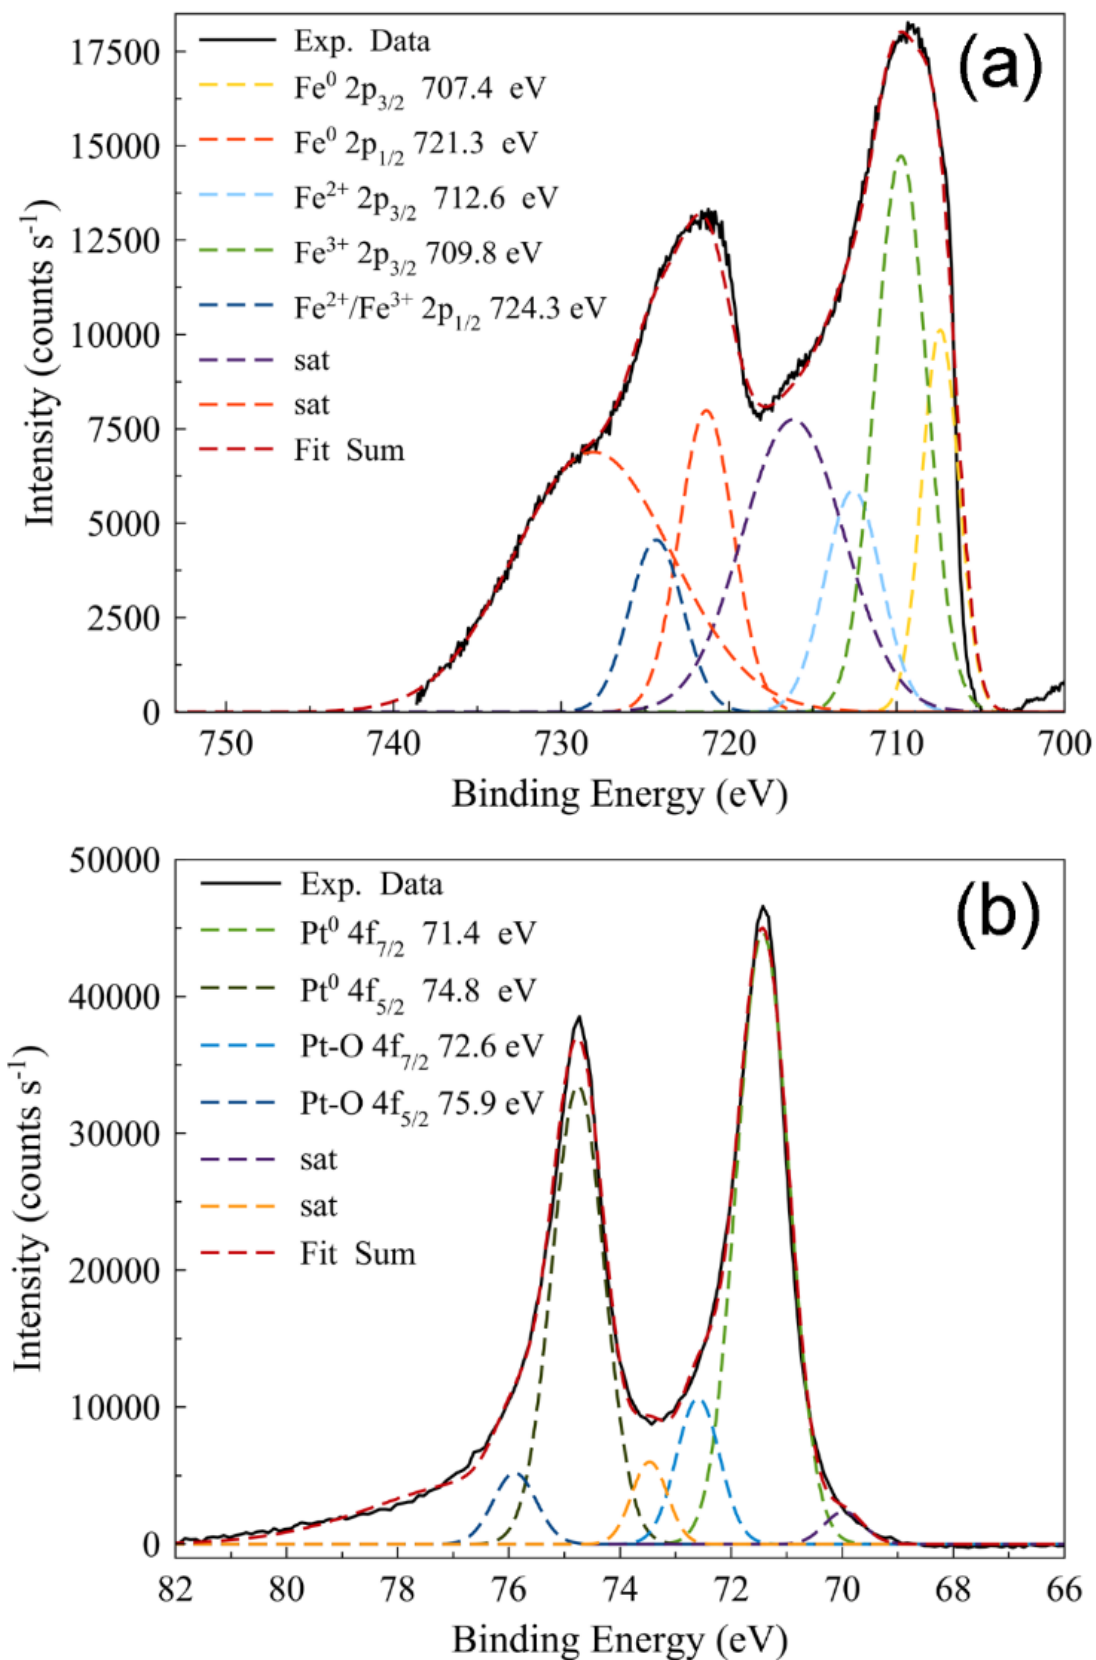 (a)
Exp. Data
Fe⁰ 2p₃/₂ 707.4 eV
Fe⁰ 2p₁/₂ 721.3 eV
Fe²⁺ 2p₃/₂ 712.6 eV
Fe³⁺ 2p₃/₂ 709.8 eV
Fe²⁺/Fe³⁺ 2p₁/₂ 724.3 eV
sat
sat
Fit Sum
17500
15000
12500
10000
7500
5000
2500
0
Intensity (counts s⁻¹)
750 740 730 720 710 700
Binding Energy (eV)
(b)
Exp. Data
Pt⁰ 4f₇/₂ 71.4 eV
Pt⁰ 4f₅/₂ 74.8 eV
Pt-O 4f₇/₂ 72.6 eV
Pt-O 4f₅/₂ 75.9 eV
sat
sat
Fit Sum
50000
40000
30000
20000
10000
0
Intensity (counts s⁻¹)
82 80 78 76 74 72 70 68 66
Binding Energy (eV)